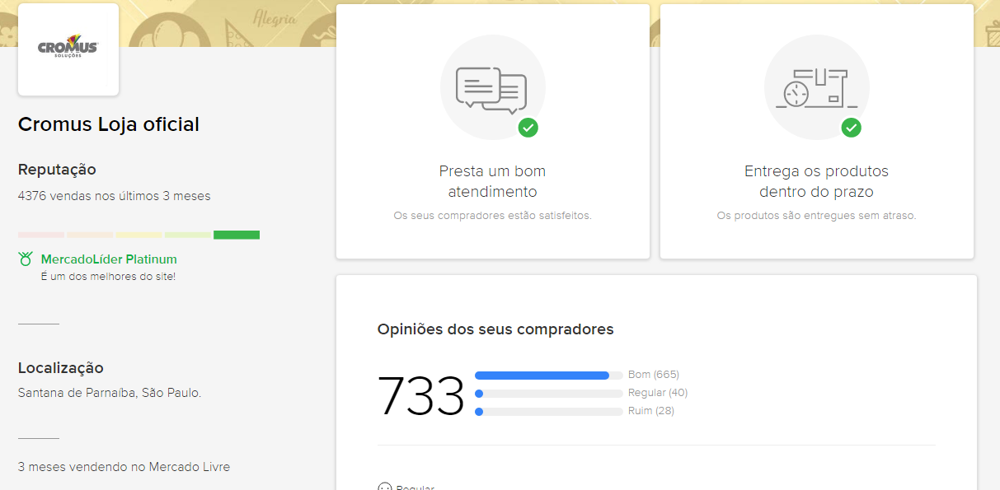 Alegria
CROMUS
SOLUÇÕES
Cromus Loja oficial
Reputação
4376 vendas nos últimos 3 meses
MercadoLíder Platinum
É um dos melhores do site!
Localização
Santana de Parnaíba, São Paulo.
3 meses vendendo no Mercado Livre
Presta um bom
atendimento
Os seus compradores estão satisfeitos.
Entrega os produtos
dentro do prazo
Os produtos são entregues sem atraso.
Opiniões dos seus compradores
733
Bom (665)
Regular (40)
Ruim (28)
Regular